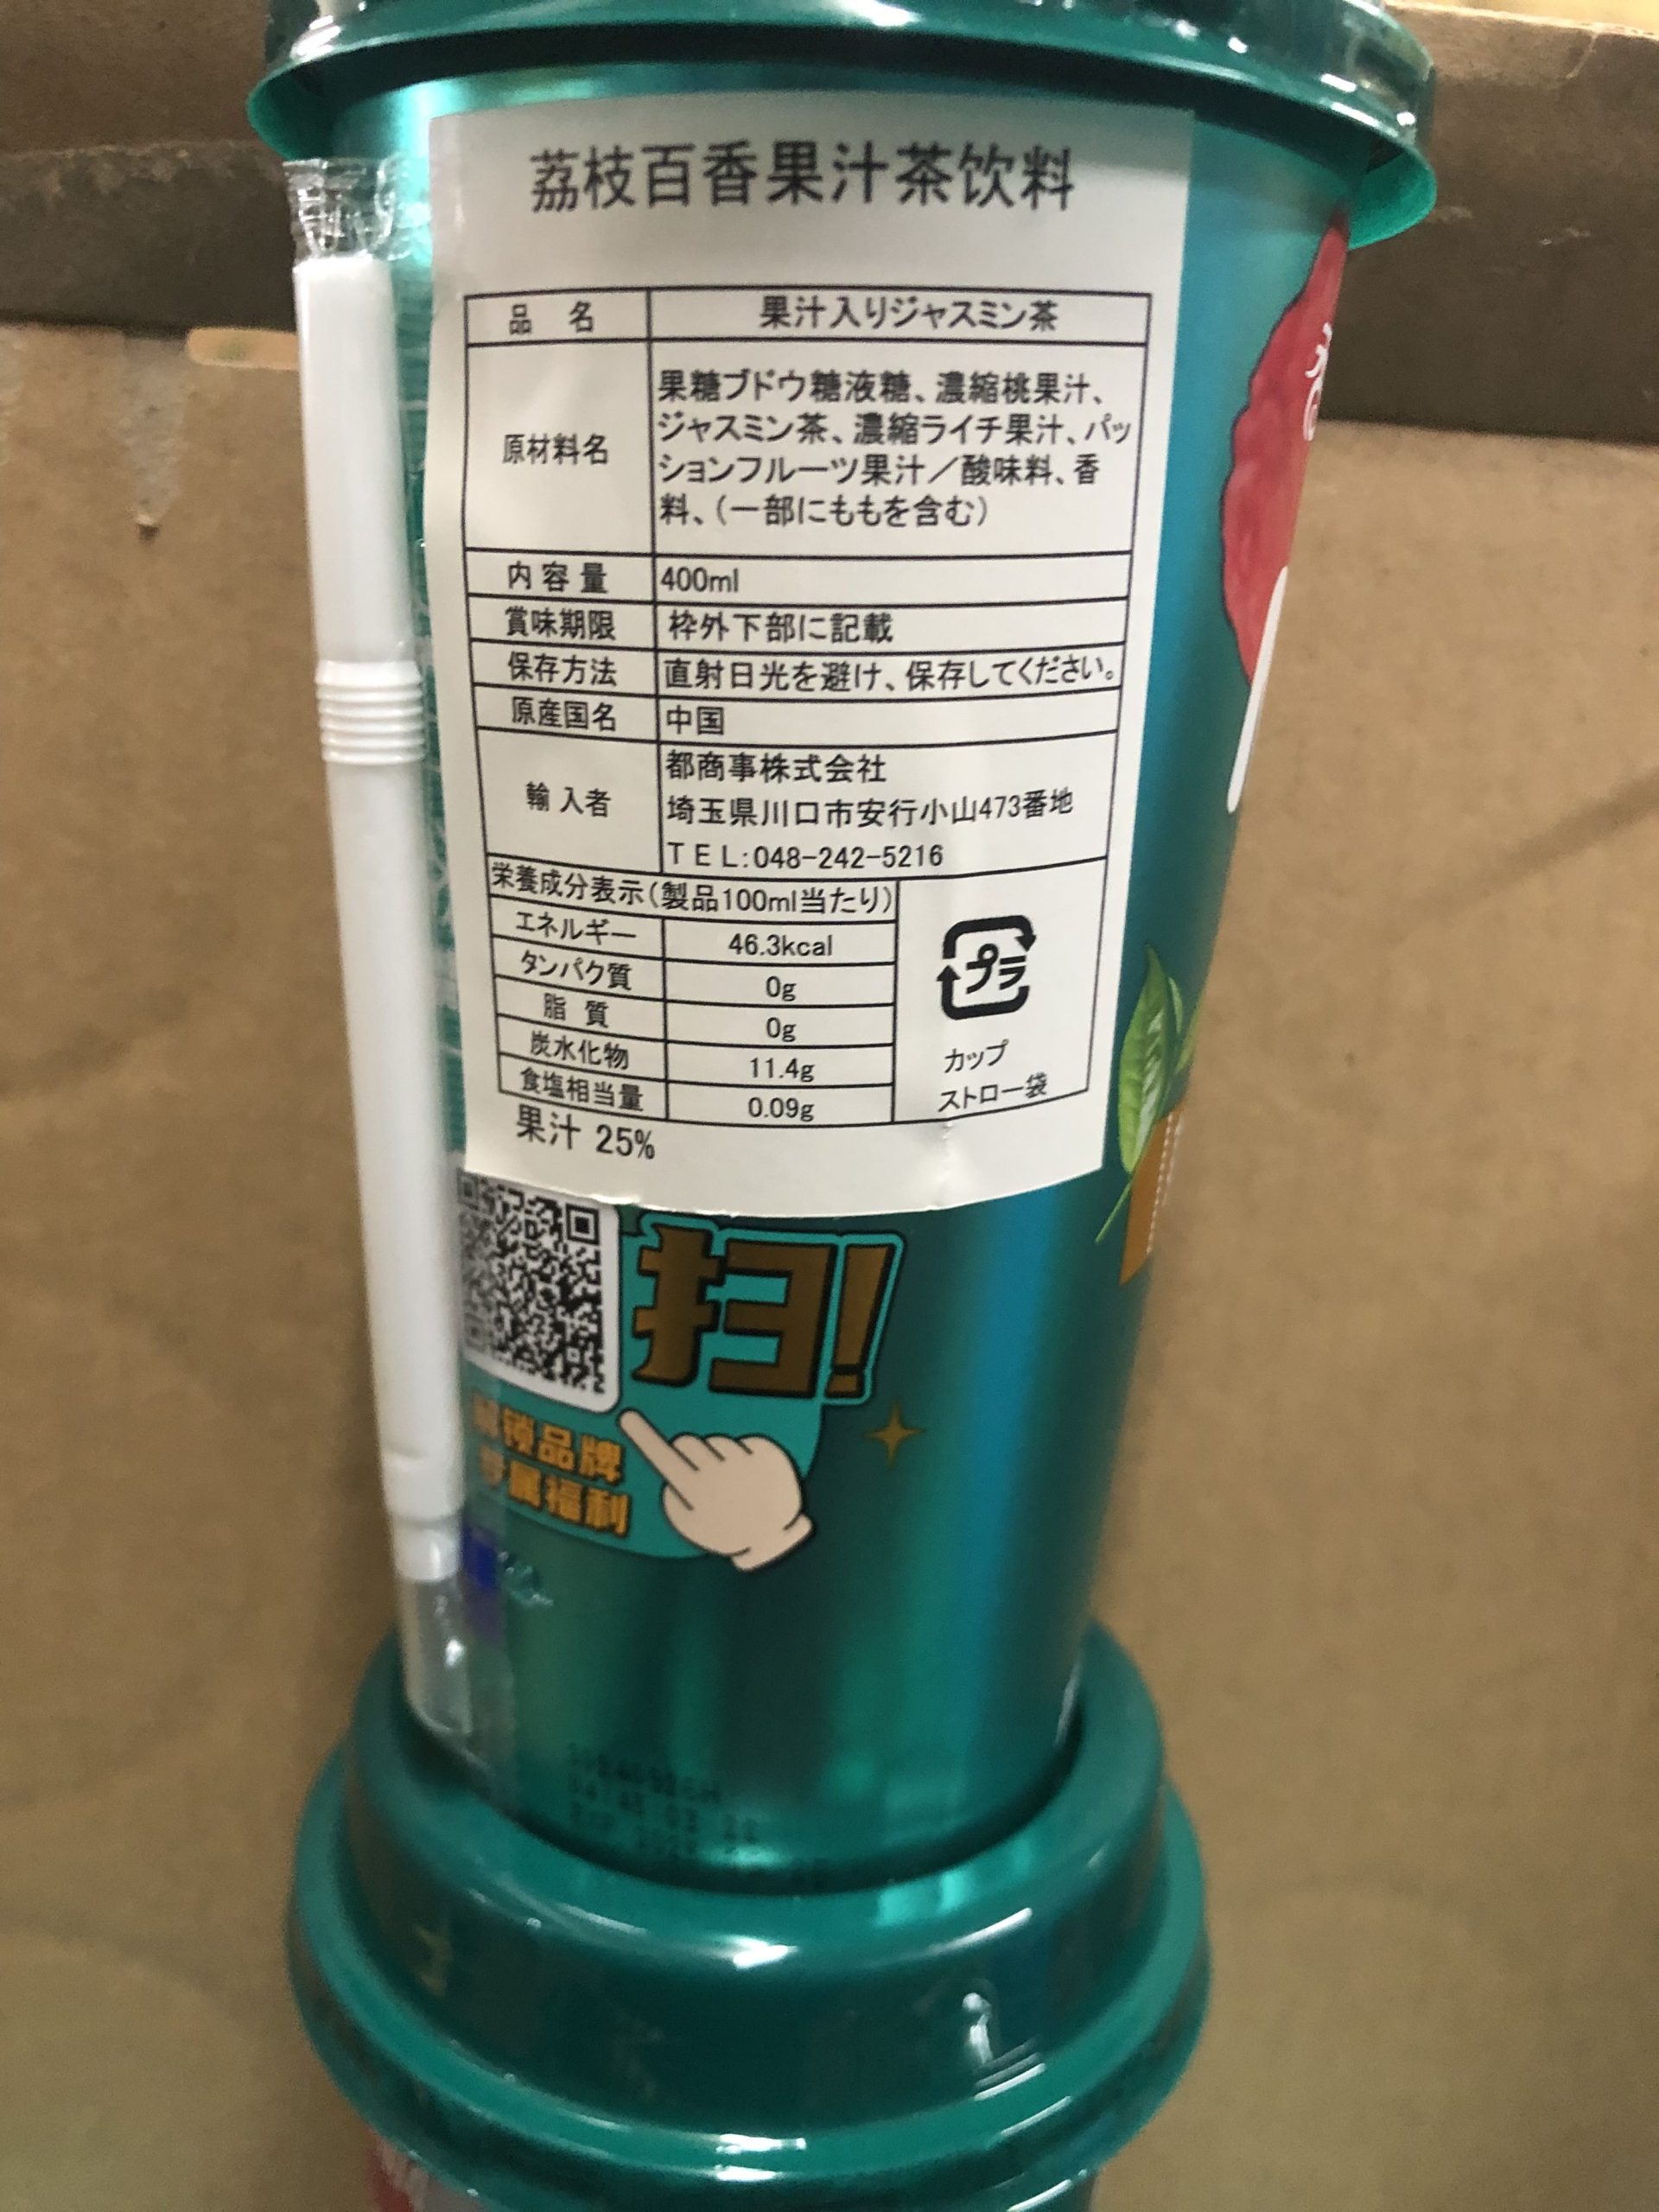 荔枝百香果汁茶饮料
品 名 果汁入りジャスミン茶
原材料名
果糖ブドウ糖液糖、濃縮桃果汁、
ジャスミン茶、濃縮ライチ果汁、パッ
ションフルーツ果汁／酸味料、香
料、(一部にももを含む)
内容量 400ml
賞味期限 枠外下部に記載
保存方法 直射日光を避け、保存してください。
原産国名 中国
輸入者
都商事株式会社
埼玉県川口市安行小山473番地
TEL:048-242-5216
栄養成分表示(製品100ml当たり)
エネルギー 46.3kcal
タンパク質 0g
脂 質 0g
炭水化物 11.4g
食塩相当量 0.09g
プラ
カップ
ストロー袋
果汁 25%
扫!
锁品牌
属福利